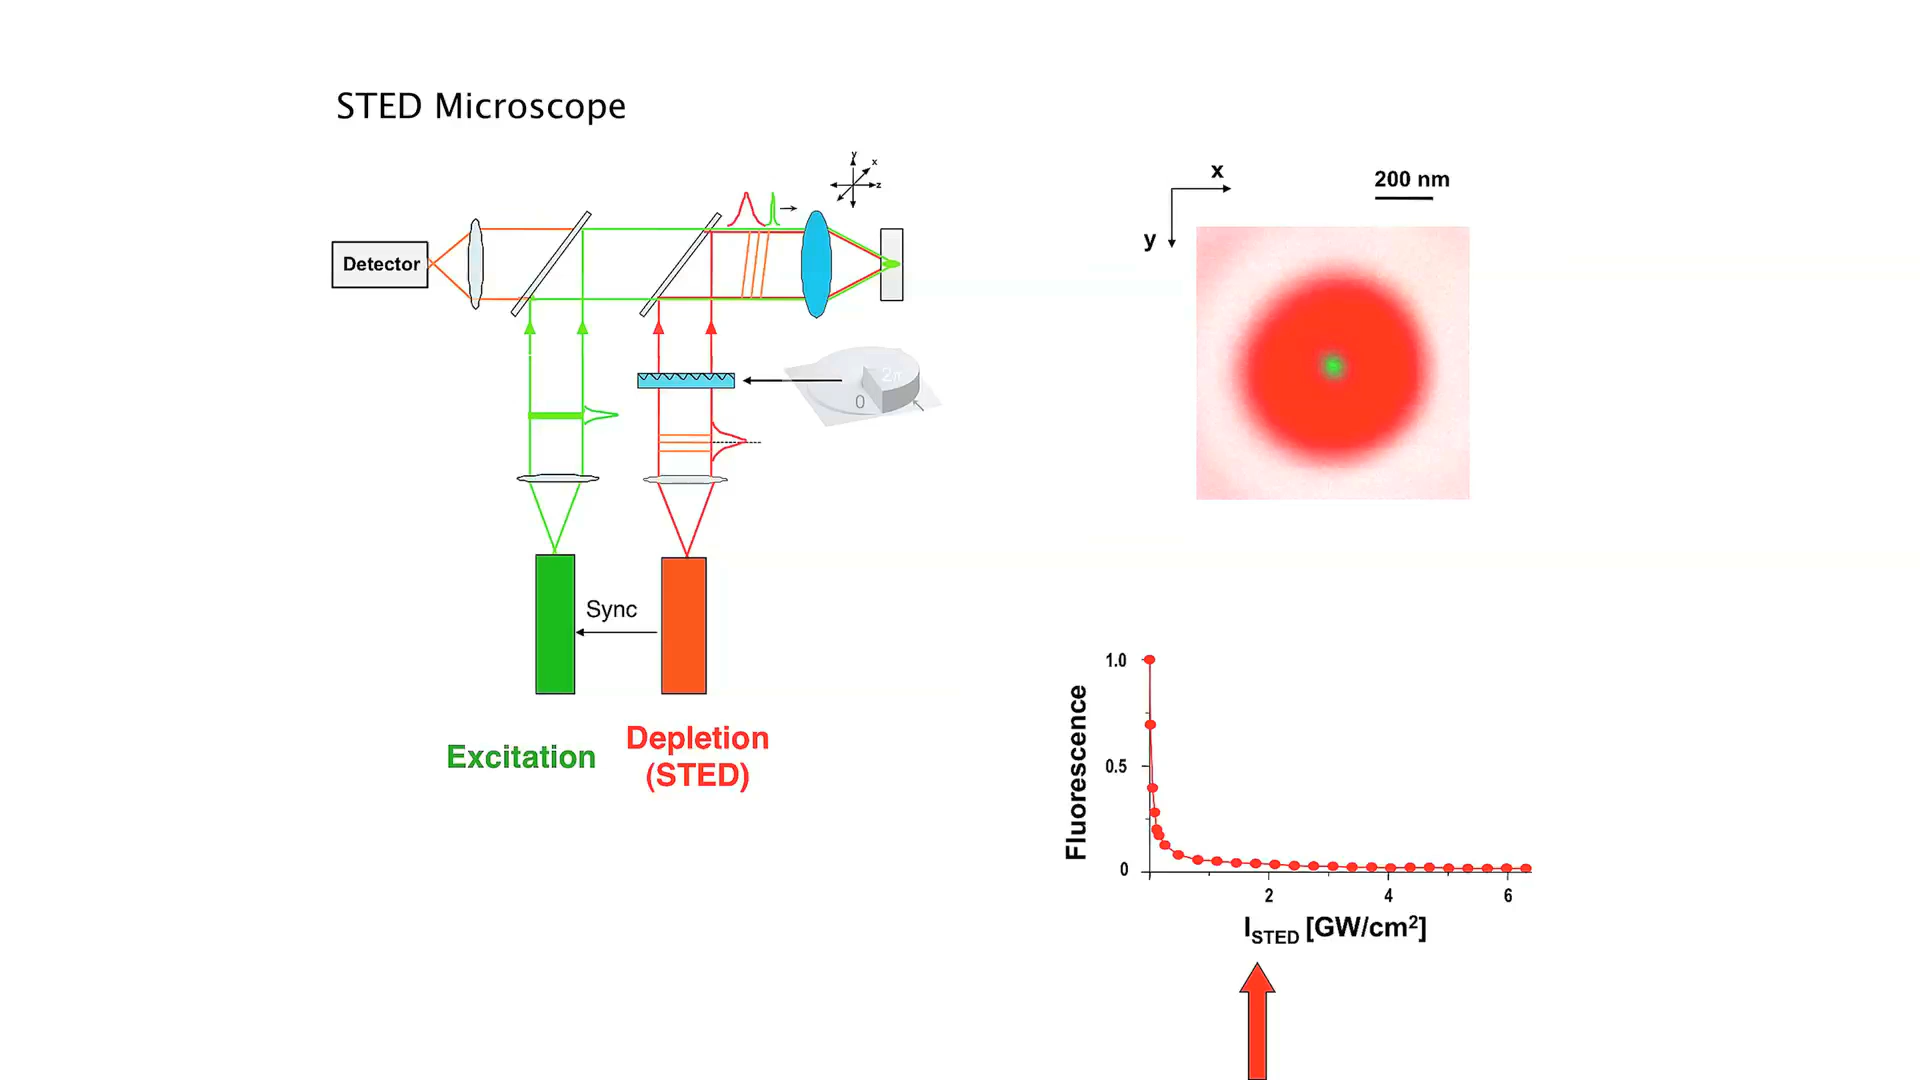 STED Microscope
y
x
z
Detector
2π
0
Sync
Excitation
Depletion
(STED)
x
y
200 nm
1.0
0.5
0
Fluorescence
2
4
6
I_STED [GW/cm²]